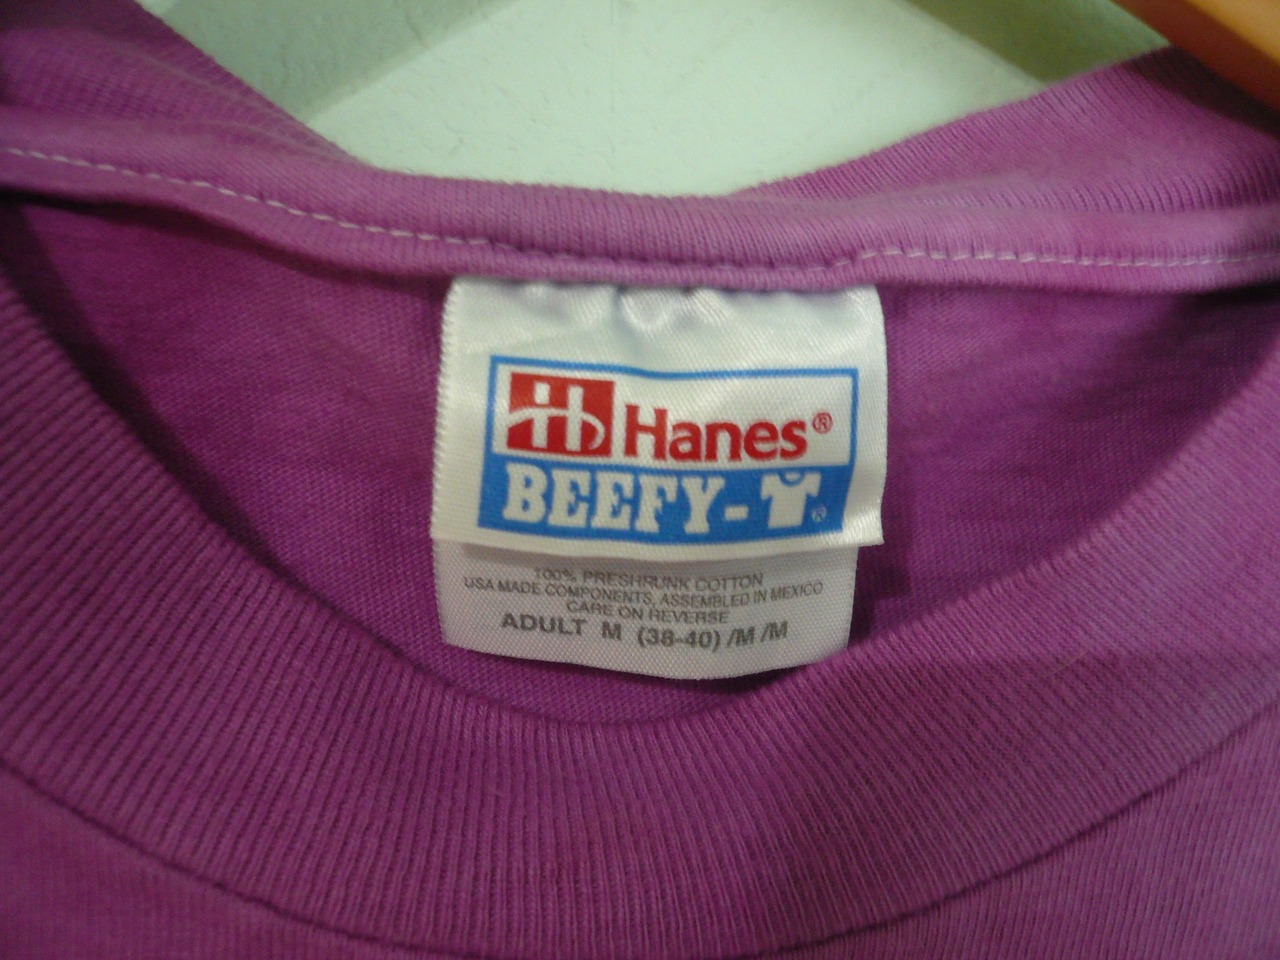 Hanes®
BEEFY-T®
100% PRESHRUNK COTTON
USA MADE COMPONENTS, ASSEMBLED IN MEXICO
CARE ON REVERSE
ADULT M (38-40) /M /M